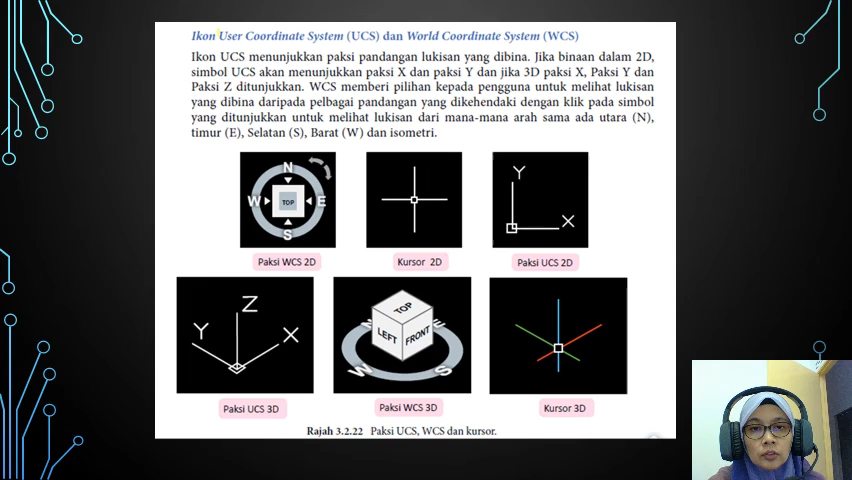 Ikon User Coordinate System (UCS) dan World Coordinate System (WCS)
Ikon UCS menunjukkan paksi pandangan lukisan yang dibina. Jika binaan dalam 2D,
simbol UCS akan menunjukkan paksi X dan paksi Y dan jika 3D paksi X, Paksi Y dan
Paksi Z ditunjukkan. WCS memberi pilihan kepada pengguna untuk melihat lukisan
yang dibina daripada pelbagai pandangan yang dikehendaki dengan klik pada simbol
yang ditunjukkan untuk melihat lukisan dari mana-mana arah sama ada utara (N),
timur (E), Selatan (S), Barat (W) dan isometri.
N
W TOP E
S
Y
X
Paksi WCS 2D
Kursor 2D
Paksi UCS 2D
Z
Y X
TOP
LEFT FRONT
N E
W S
Paksi UCS 3D
Paksi WCS 3D
Kursor 3D
Rajah 3.2.22 Paksi UCS, WCS dan kursor.